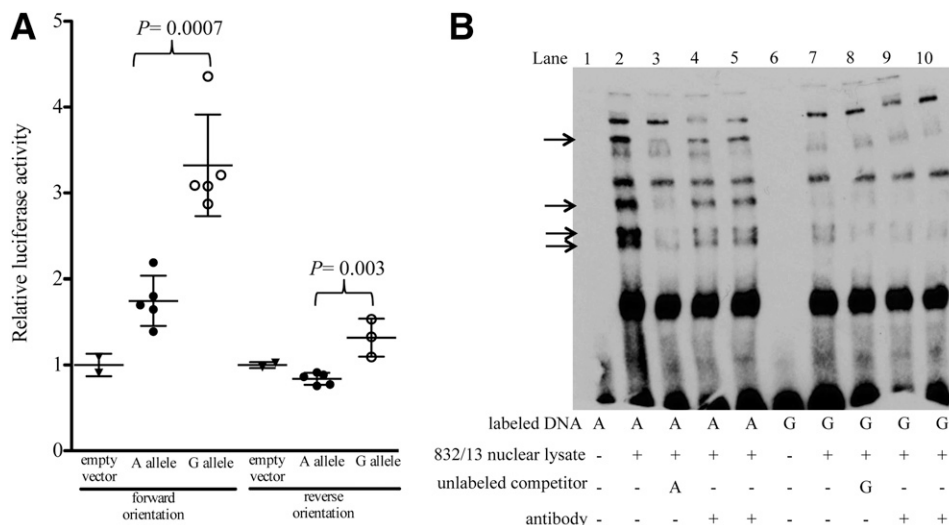 A
5
4
3
2
1
0
Relative luciferase activity
P= 0.0007
P= 0.003
empty vector
A allele
G allele
empty vector
A allele
G allele
forward orientation
reverse orientation
B
Lane 1 2 3 4 5 6 7 8 9 10
labeled DNA A A A A A G G G G G
832/13 nuclear lysate - + + + + - + + + +
unlabeled competitor - - A - - - - G - -
antibody - - - + + - - - + +